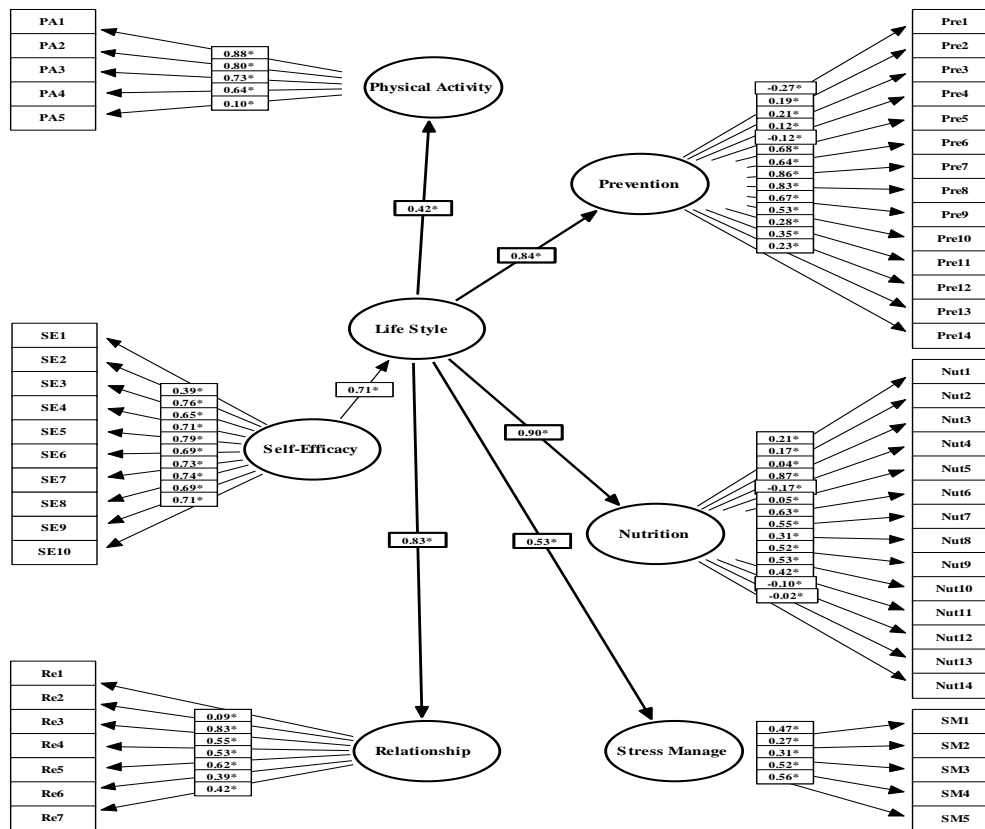 PA1
PA2
PA3
PA4
PA5
0.88*
0.80*
0.73*
0.64*
0.10*
Physical Activity
Pre1
Pre2
Pre3
Pre4
Pre5
Pre6
Pre7
Pre8
Pre9
Pre10
Pre11
Pre12
Pre13
Pre14
-0.27*
0.19*
0.21*
0.12*
-0.12*
0.68*
0.64*
0.86*
0.83*
0.67*
0.53*
0.28*
0.35*
0.23*
Prevention
0.42*
0.84*
Life Style
SE1
SE2
SE3
SE4
SE5
SE6
SE7
SE8
SE9
SE10
0.39*
0.76*
0.65*
0.71*
0.79*
0.69*
0.73*
0.74*
0.69*
0.71*
Self-Efficacy
0.71*
0.90*
Nut1
Nut2
Nut3
Nut4
Nut5
Nut6
Nut7
Nut8
Nut9
Nut10
Nut11
Nut12
Nut13
Nut14
0.21*
0.17*
0.04*
0.87*
-0.17*
0.05*
0.63*
0.55*
0.31*
0.52*
0.53*
0.42*
-0.10*
-0.02*
Nutrition
0.83*
0.53*
Re1
Re2
Re3
Re4
Re5
Re6
Re7
0.09*
0.83*
0.55*
0.53*
0.62*
0.39*
0.42*
Relationship
Stress Manage
0.47*
0.27*
0.31*
0.52*
0.56*
SM1
SM2
SM3
SM4
SM5